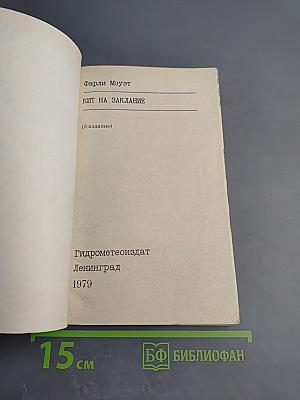 Фарли Моуэт
КИТ НА ЗАКЛАНИЕ
(2-издание)
Гидрометеоиздат
Ленинград
1979
15 см
БФ БИБЛИОФАН